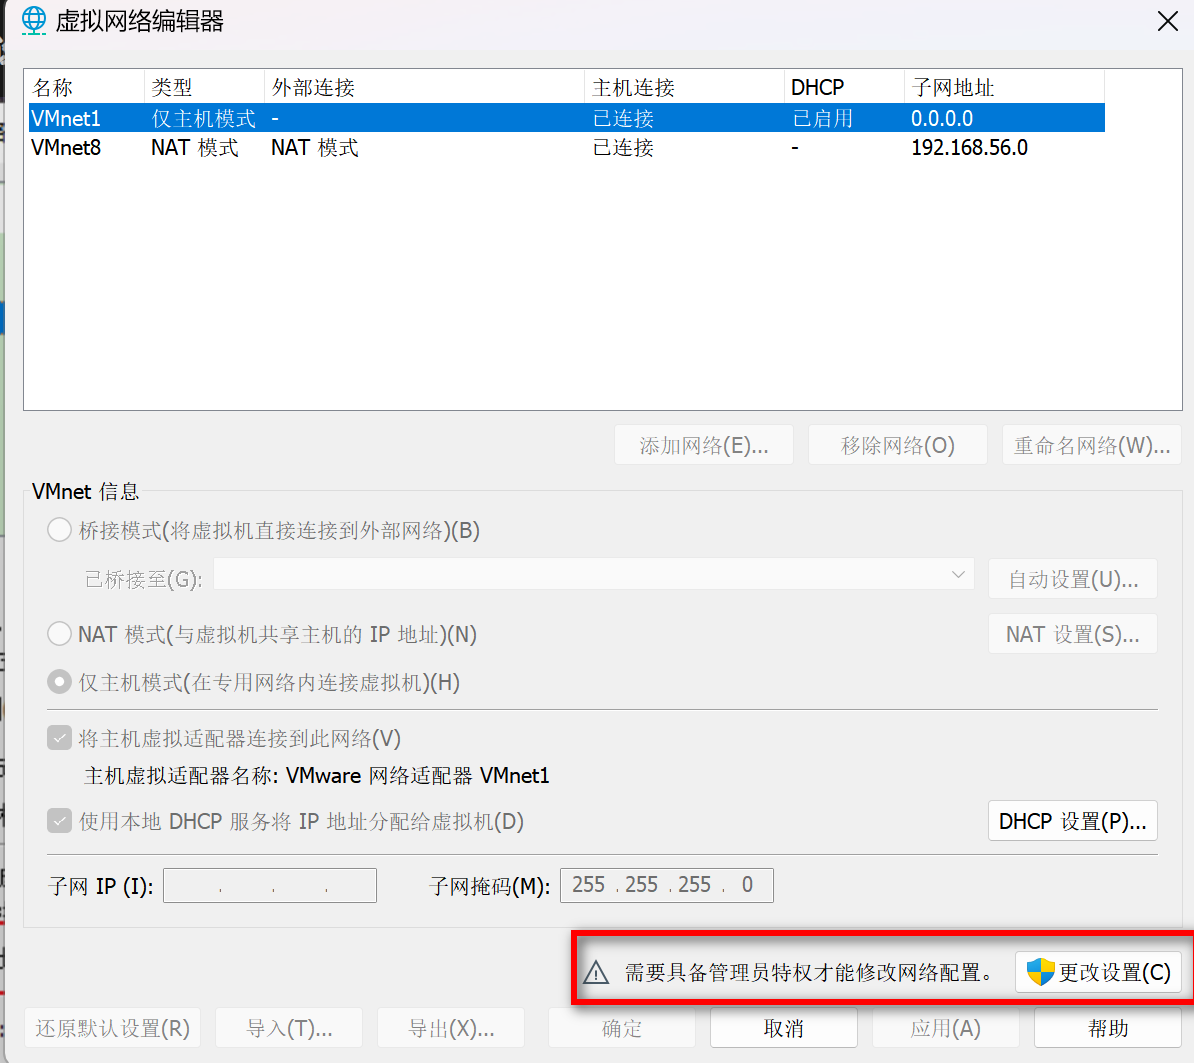 虚拟网络编辑器
名称 类型 外部连接 主机连接 DHCP 子网地址
VMnet1 仅主机模式 - 已连接 已启用 0.0.0.0
VMnet8 NAT 模式 NAT 模式 已连接 - 192.168.56.0
添加网络(E)... 移除网络(O) 重命名网络(W)...
VMnet 信息
桥接模式(将虚拟机直接连接到外部网络)(B)
已桥接至(G): 自动设置(U)...
NAT 模式(与虚拟机共享主机的 IP 地址)(N) NAT 设置(S)...
仅主机模式(在专用网络内连接虚拟机)(H)
将主机虚拟适配器连接到此网络(V)
主机虚拟适配器名称: VMware 网络适配器 VMnet1
使用本地 DHCP 服务将 IP 地址分配给虚拟机(D) DHCP 设置(P)...
子网 IP (I): . . . 子网掩码(M): 255 . 255 . 255 . 0
需要具备管理员特权才能修改网络配置。 更改设置(C)
还原默认设置(R) 导入(T)... 导出(X)... 确定 取消 应用(A) 帮助